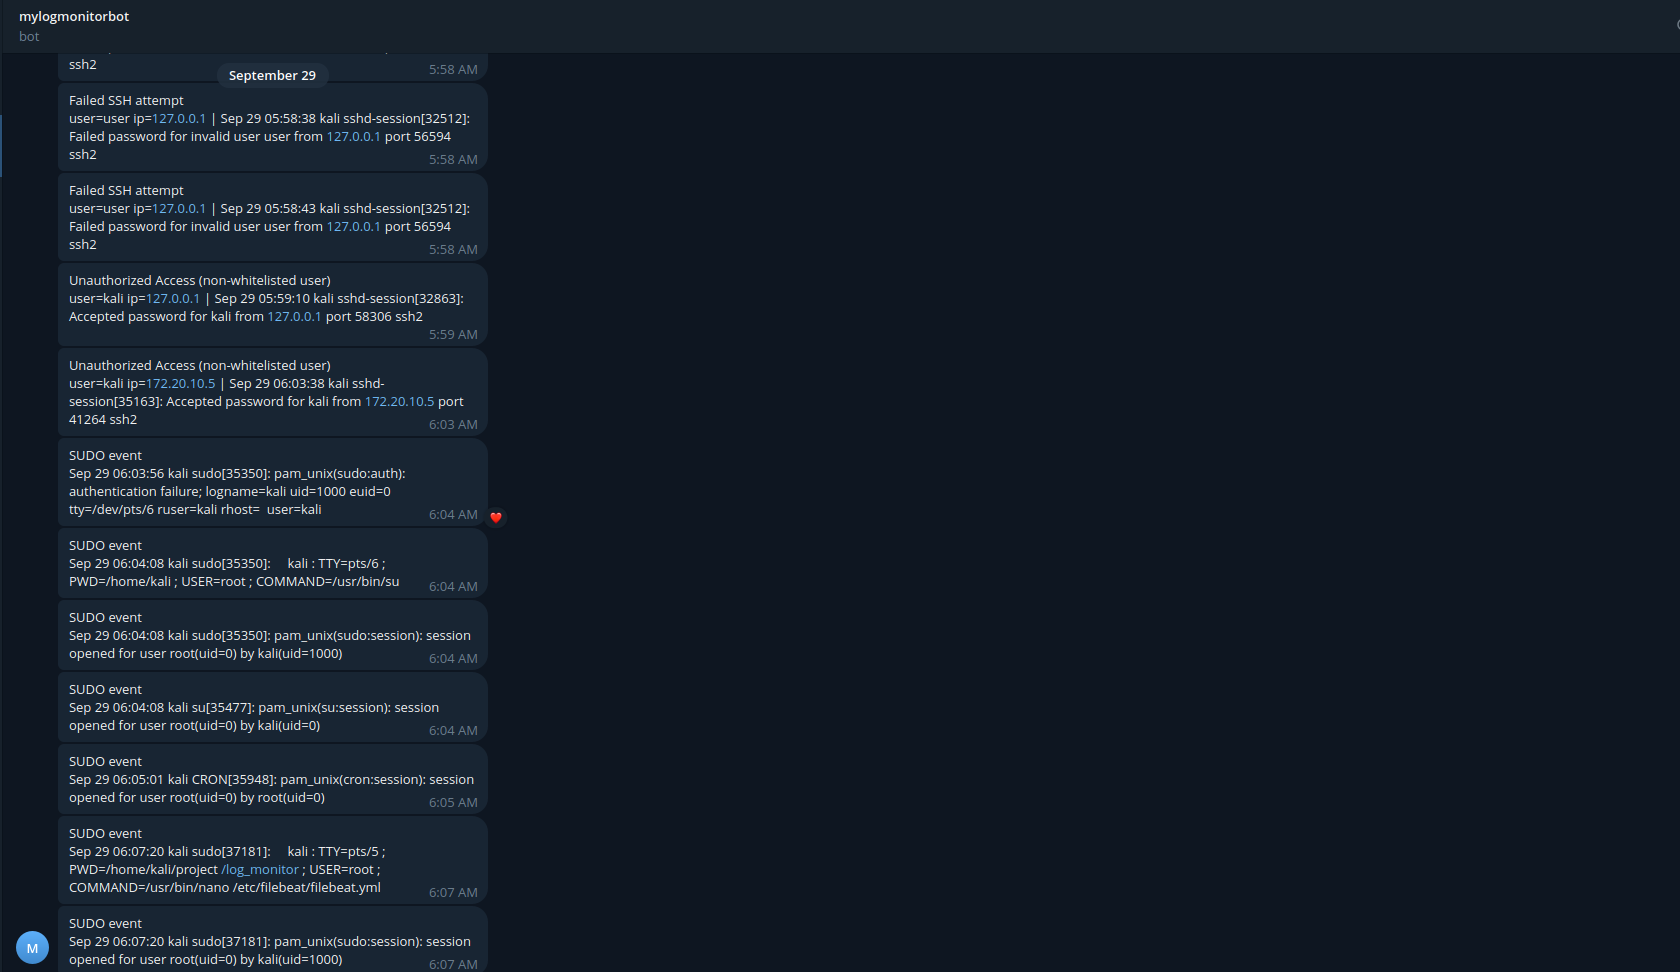 mylogmonitorbot
bot
ssh2
5:58 AM
September 29
Failed SSH attempt
user=user ip=127.0.0.1 | Sep 29 05:58:38 kali sshd-session[32512]:
Failed password for invalid user user from 127.0.0.1 port 56594
ssh2
5:58 AM
Failed SSH attempt
user=user ip=127.0.0.1 | Sep 29 05:58:43 kali sshd-session[32512]:
Failed password for invalid user user from 127.0.0.1 port 56594
ssh2
5:58 AM
Unauthorized Access (non-whitelisted user)
user=kali ip=127.0.0.1 | Sep 29 05:59:10 kali sshd-session[32863]:
Accepted password for kali from 127.0.0.1 port 58306 ssh2
5:59 AM
Unauthorized Access (non-whitelisted user)
user=kali ip=172.20.10.5 | Sep 29 06:03:38 kali sshd-
session[35163]: Accepted password for kali from 172.20.10.5 port
41264 ssh2
6:03 AM
SUDO event
Sep 29 06:03:56 kali sudo[35350]: pam_unix(sudo:auth):
authentication failure; logname=kali uid=1000 euid=0
tty=/dev/pts/6 ruser=kali rhost=  user=kali
6:04 AM
SUDO event
Sep 29 06:04:08 kali sudo[35350]:     kali : TTY=pts/6 ;
PWD=/home/kali ; USER=root ; COMMAND=/usr/bin/su
6:04 AM
SUDO event
Sep 29 06:04:08 kali sudo[35350]: pam_unix(sudo:session): session
opened for user root(uid=0) by kali(uid=1000)
6:04 AM
SUDO event
Sep 29 06:04:08 kali su[35477]: pam_unix(su:session): session
opened for user root(uid=0) by kali(uid=0)
6:04 AM
SUDO event
Sep 29 06:05:01 kali CRON[35948]: pam_unix(cron:session): session
opened for user root(uid=0) by root(uid=0)
6:05 AM
SUDO event
Sep 29 06:07:20 kali sudo[37181]:     kali : TTY=pts/5 ;
PWD=/home/kali/project /log_monitor ; USER=root ;
COMMAND=/usr/bin/nano /etc/filebeat/filebeat.yml
6:07 AM
SUDO event
Sep 29 06:07:20 kali sudo[37181]: pam_unix(sudo:session): session
opened for user root(uid=0) by kali(uid=1000)
6:07 AM
M